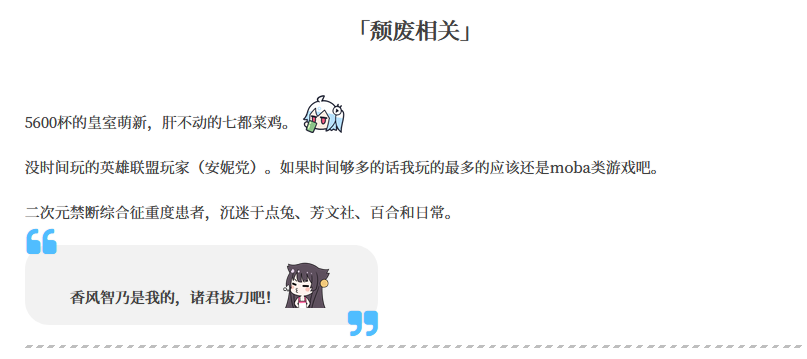 「颓废相关」
5600杯的皇室萌新，肝不动的七都菜鸡。
没时间玩的英雄联盟玩家（安妮党）。如果时间够多的话我玩的最多的应该还是moba类游戏吧。
二次元禁断综合征重度患者，沉迷于点兔、芳文社、百合和日常。
香风智乃是我的，诸君拔刀吧！